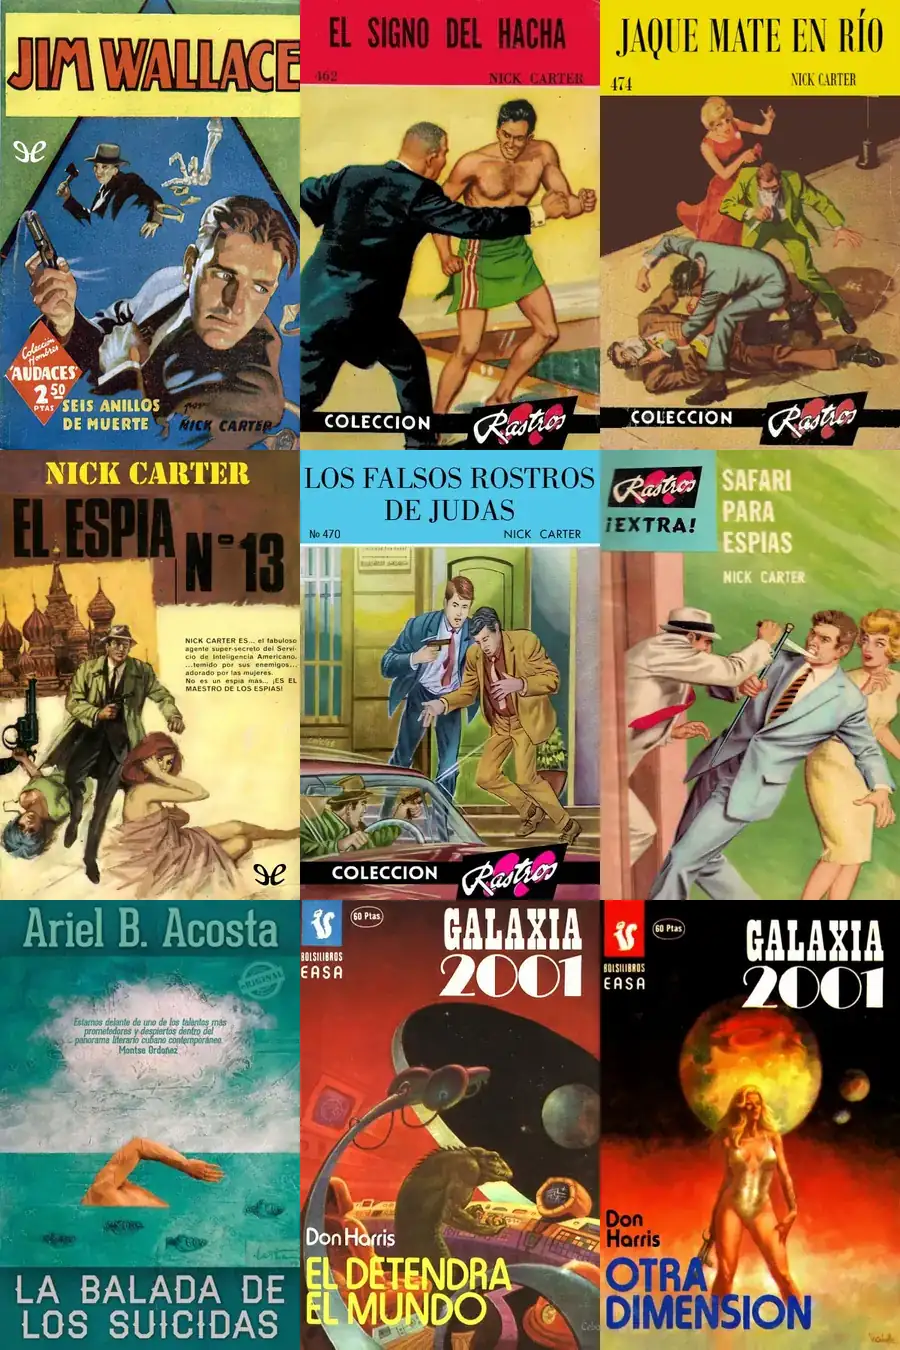 JIM WALLACE
Colección
Hombres
"AUDACES"
2.50
PTAS.
SEIS ANILLOS
DE MUERTE
por
NICK CARTER
EL SIGNO DEL HACHA
462
NICK CARTER
COLECCION
Rastros
JAQUE MATE EN RÍO
474
NICK CARTER
COLECCION
Rastros
NICK CARTER
EL ESPIA
Nº 13
NICK CARTER ES... el fabuloso
agente super-secreto del Servi-
cio de Inteligencia Americano.
...temido por sus enemigos...
adorado por las mujeres.
No es un espía más... ¡ES EL
MAESTRO DE LOS ESPIAS!
LOS FALSOS ROSTROS
DE JUDAS
No 470
NICK CARTER
COLECCION
Rastros
Rastros
¡EXTRA!
SAFARI
PARA
ESPIAS
NICK CARTER
Ariel B. Acosta
ORIGINAL
Estamos delante de uno de los talentos más
prometedores y despiertos dentro del
panorama literario cubano contemporáneo.
Montse Ordóñez
LA BALADA DE
LOS SUICIDAS
60 Ptas
BOLSILIBROS
EASA
GALAXIA
2001
Don Harris
EL DETENDRA
EL MUNDO
60 Ptas
BOLSILIBROS
EASA
GALAXIA
2001
Don
Harris
OTRA
DIMENSION